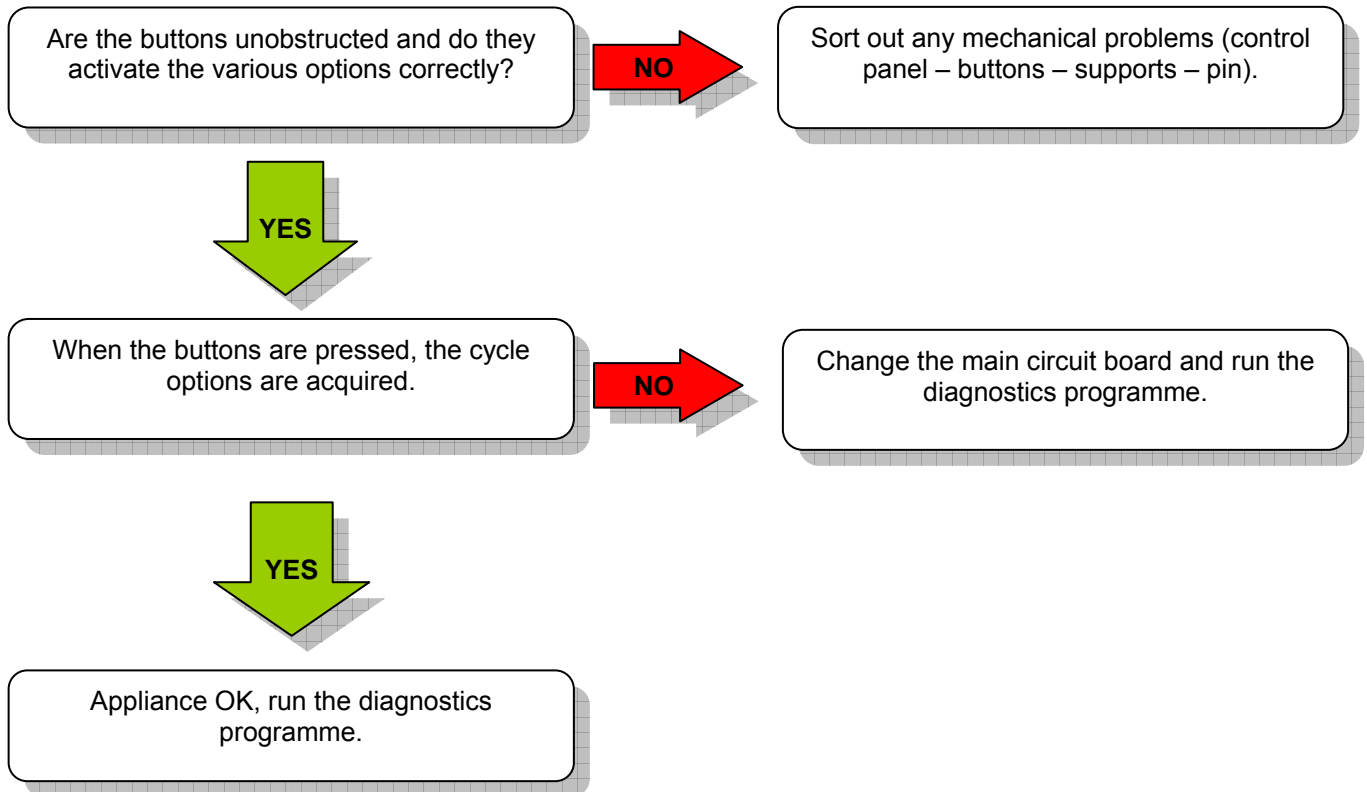 Are the buttons unobstructed and do they
activate the various options correctly?
NO
Sort out any mechanical problems (control
panel – buttons – supports – pin).
YES
When the buttons are pressed, the cycle
options are acquired.
NO
Change the main circuit board and run the
diagnostics programme.
YES
Appliance OK, run the diagnostics
programme.